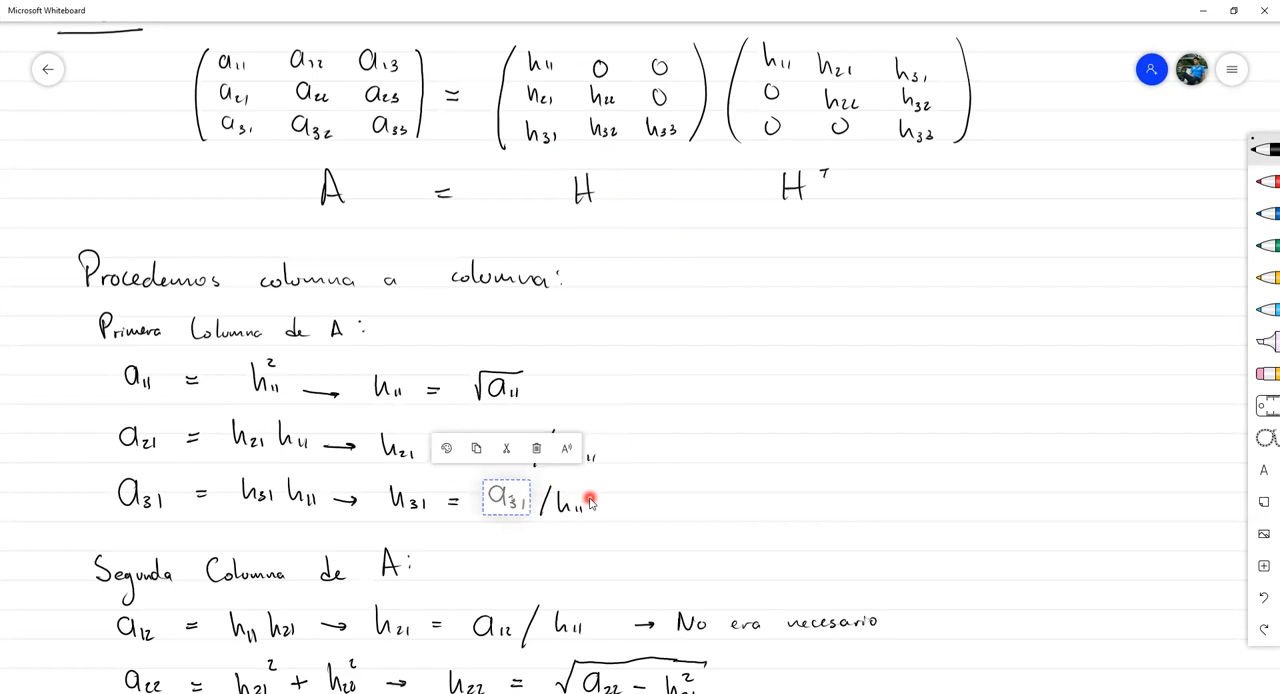 Microsoft Whiteboard
a11 a12 a13 = h11 0 0 h11 h21 h31
a21 a22 a23 h21 h22 0 0 h22 h32
a31 a32 a33 h31 h32 h33 0 0 h33
A = H H^T
Procedemos columna a columna:
Primera Columna de A:
a11 = h11^2 → h11 = √a11
a21 = h21 h11 → h21
a31 = h31 h11 → h31 = a31 / h11
Segunda Columna de A:
a12 = h11 h21 → h21 = a12 / h11 → No era necesario
a22 = h21^2 + h22^2 → h22 = √a22 - h21^2